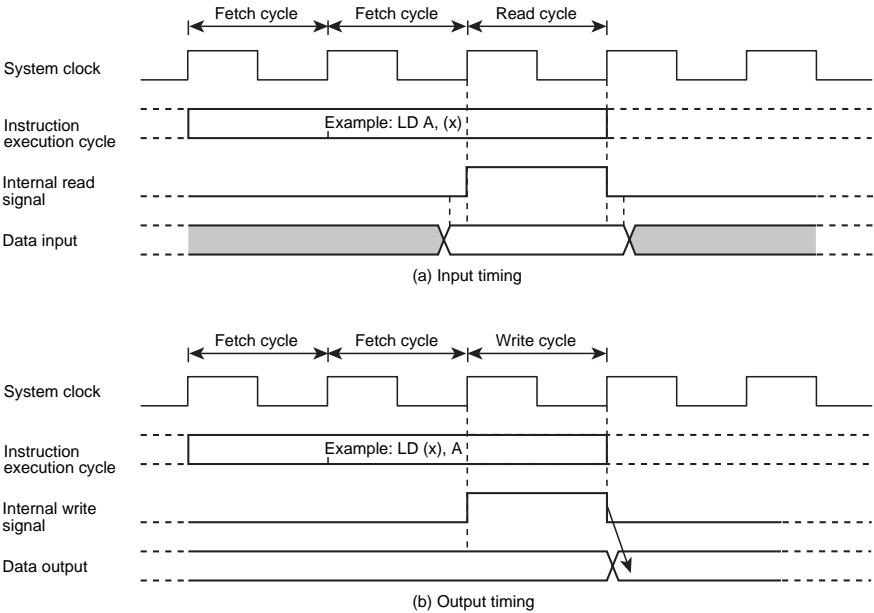 Fetch cycle Fetch cycle Read cycle
System clock
Instruction
execution cycle
Example: LD A, (x)
Internal read
signal
Data input
(a) Input timing
Fetch cycle Fetch cycle Write cycle
System clock
Instruction
execution cycle
Example: LD (x), A
Internal write
signal
Data output
(b) Output timing